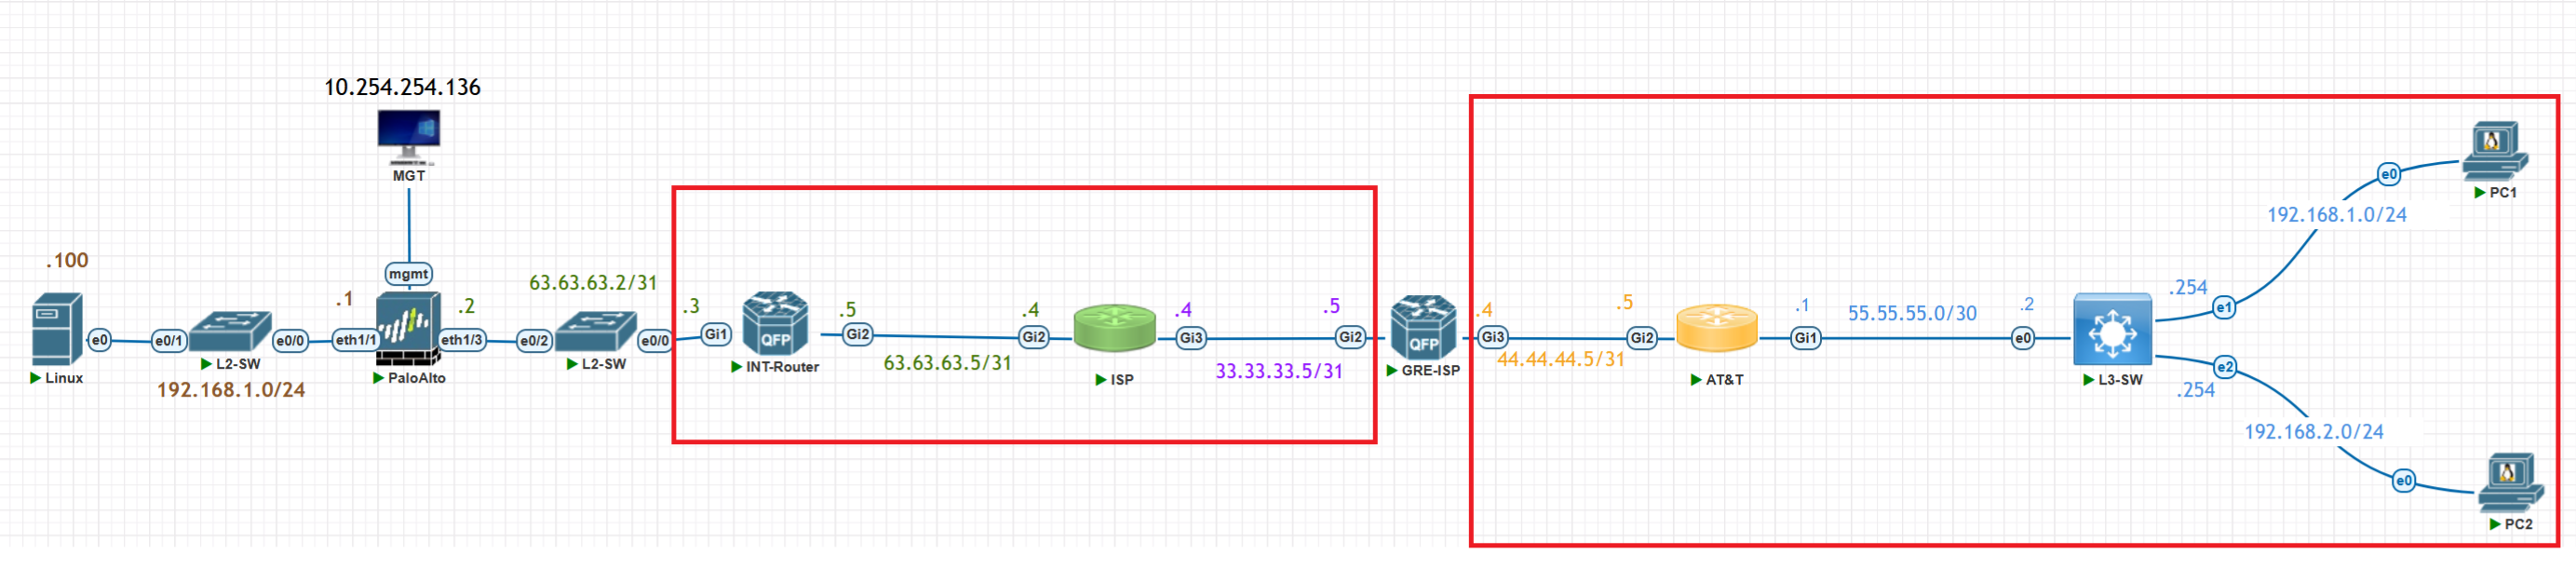 10.254.254.136
MGT
mgmt
.100
Linux
e0
e0/1
L2-SW
e0/0
192.168.1.0/24
.1
eth1/1
PaloAlto
.2
eth1/3
63.63.63.2/31
e0/2
L2-SW
e0/0
.3
Gi1
QFP
INT-Router
.5
Gi2
63.63.63.5/31
.4
Gi2
ISP
.4
Gi3
33.33.33.5/31
.5
Gi2
QFP
GRE-ISP
.4
Gi3
44.44.44.5/31
.5
Gi2
AT&T
.1
Gi1
55.55.55.0/30
.2
e0
L3-SW
.254
e1
192.168.1.0/24
e0
PC1
e2
.254
192.168.2.0/24
e0
PC2